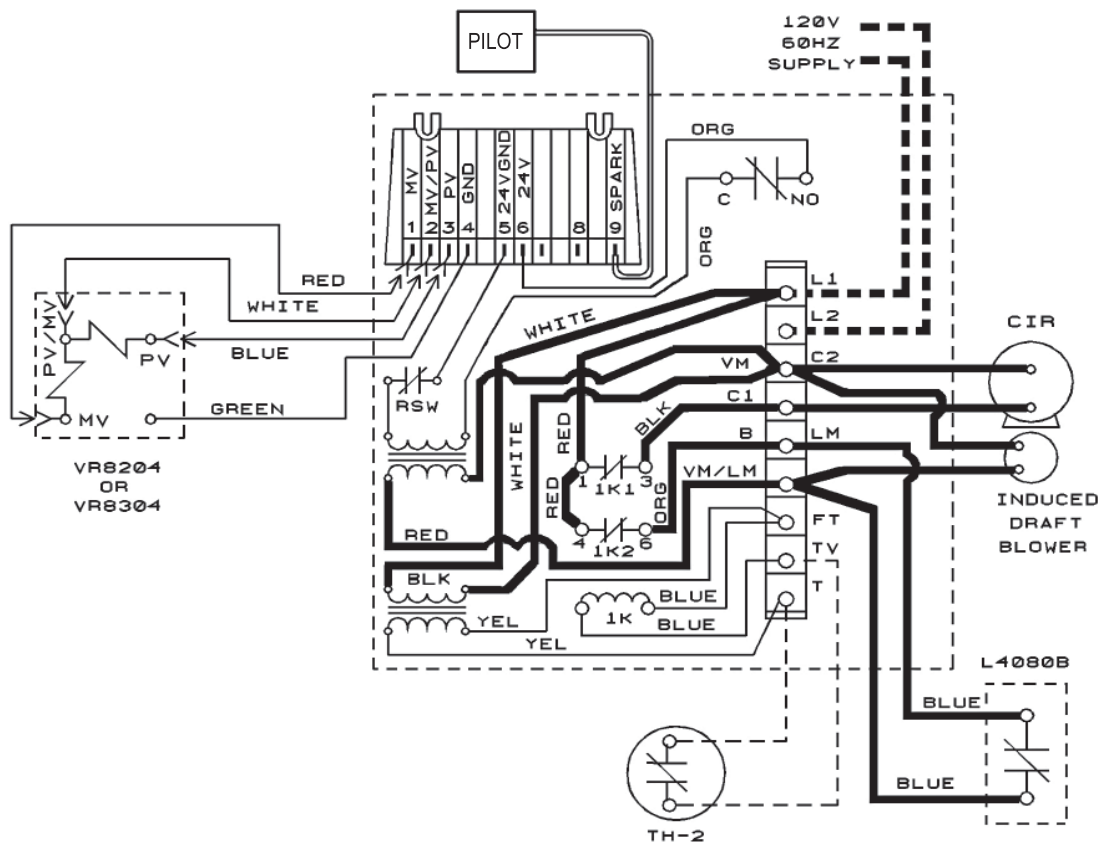 PILOT
120V
60HZ
SUPPLY
ORG
C
NO
ORG
MV
MV/PV
PV
GND
24VGND
24V
SPARK
1
2
3
4
5
6
8
9
RED
WHITE
PV/MV
PV
MV
BLUE
GREEN
VR8204
OR
VR8304
RSW
WHITE
L1
L2
VM
C2
C1
B
LM
VM/LM
FT
TV
T
CIR
INDUCED
DRAFT
BLOWER
RED
BLK
WHITE
1
1K1
3
RED
ORG
4
1K2
6
RED
BLK
YEL
YEL
1K
BLUE
BLUE
L4080B
BLUE
BLUE
TH-2